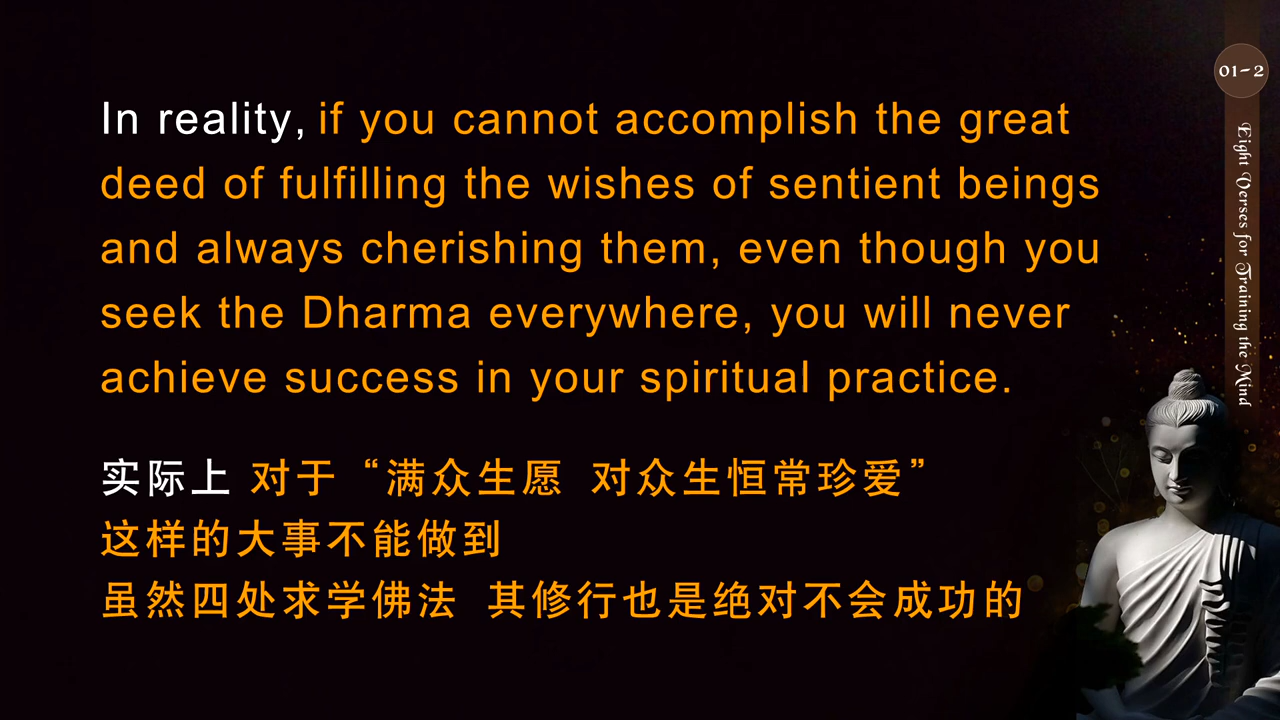 In reality, if you cannot accomplish the great
deed of fulfilling the wishes of sentient beings
and always cherishing them, even though you
seek the Dharma everywhere, you will never
achieve success in your spiritual practice.
实际上 对于“满众生愿 对众生恒常珍爱”
这样的大事不能做到
虽然四处求学佛法 其修行也是绝对不会成功的
01-2
Eight Verses for Training the Mind